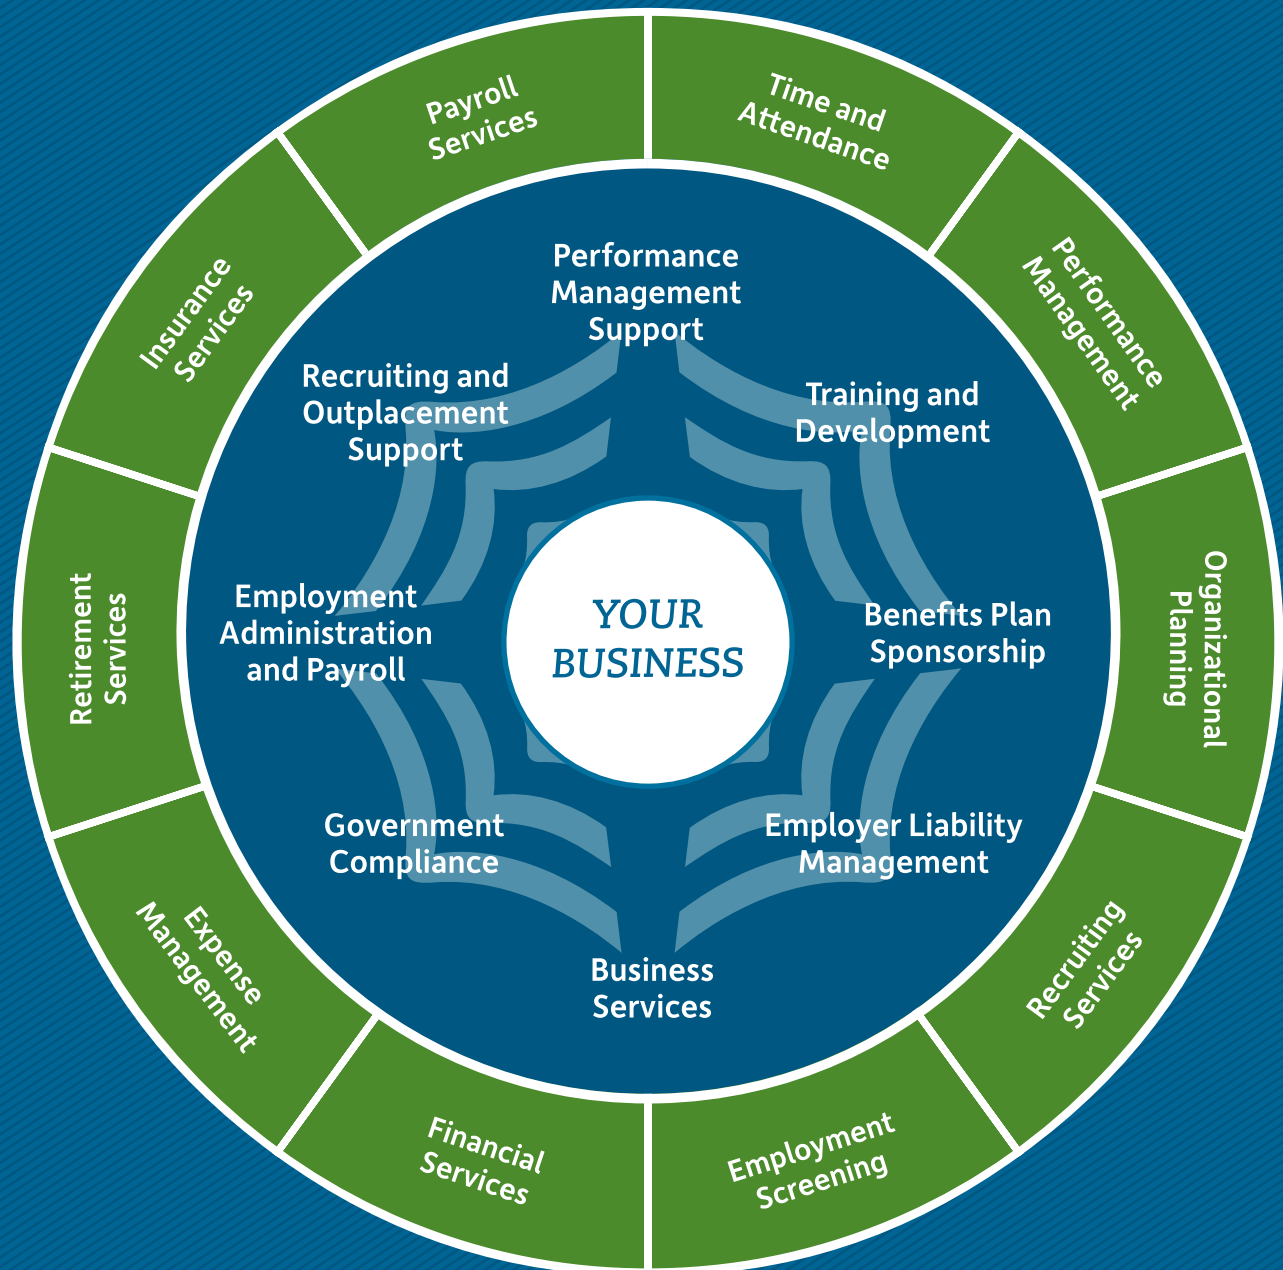 Payroll
Services
Time and
Attendance
Performance
Management
Organizational
Planning
Recruiting
Services
Employment
Screening
Financial
Services
Expense
Management
Retirement
Services
Insurance
Services
Performance
Management
Support
Training and
Development
Benefits Plan
Sponsorship
Employer Liability
Management
Business
Services
Government
Compliance
Employment
Administration
and Payroll
Recruiting and
Outplacement
Support
YOUR
BUSINESS